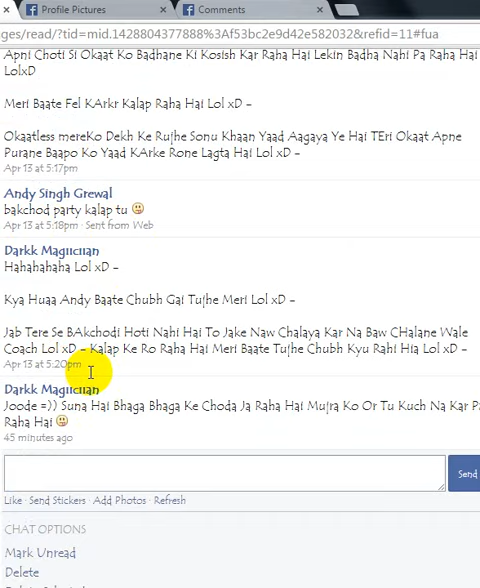 Profile Pictures
Comments
ges/read/?tid=mid.1428804377888%3Af53bc2e9d42e582032&refid=11#fua
Apni Choti Si Okaat Ko Badhane Ki Kosish Kar Raha Hai Lekin Badha Nahi Pa Raha Hai
LolxD
Meri Baate Fel KArkr Kalap Raha Hai Lol xD -
Okaatless mereKo Dekh Ke Rujhe Sonu Khaan Yaad Aagaya Ye Hai TEri Okaat Apne
Purane Baapo Ko Yaad KArke Rone Lagta Hai Lol xD -
Apr 13 at 5:17pm
Andy Singh Grewal
bakchod party kalap tu
Apr 13 at 5:18pm · Sent from Web
Darkk Magiiciian
Hahahahaha Lol xD -
Kya Huaa Andy Baate Chubh Gai Tujhe Meri Lol xD -
Jab Tere Se BAkchodi Hoti Nahi Hai To Jake Naw Chalaya Kar Na Baw CHalane Wale
Coach Lol xD - Kalap Ke Ro Raha Hai Meri Baate Tujhe Chubh Kyu Rahi Hia Lol xD -
Apr 13 at 5:20pm
Darkk Magiiciian
Joode =)) Suna Hai Bhaga Bhaga Ke Choda Ja Raha Hai Mujra Ko Or Tu Kuch Na Kar P
Raha Hai
45 minutes ago
Send
Like · Send Stickers · Add Photos · Refresh
CHAT OPTIONS
Mark Unread
Delete